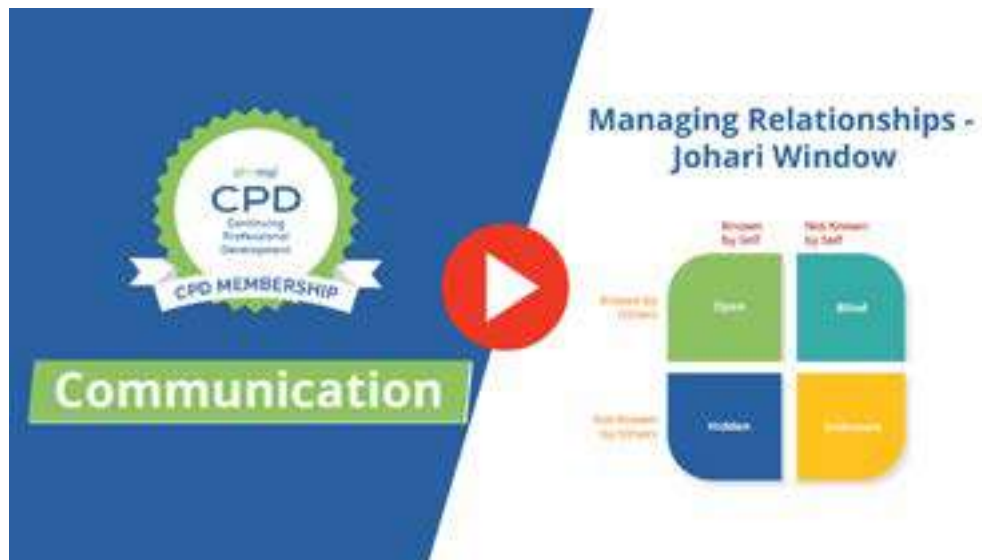 CPD
Continuing
Professional
Development
CPD MEMBERSHIP
Communication
Managing Relationships -
Johari Window
Known
by Self
Not Known
by Self
Known by
Others
Open
Blind
Not Known
by Others
Hidden
Unknown